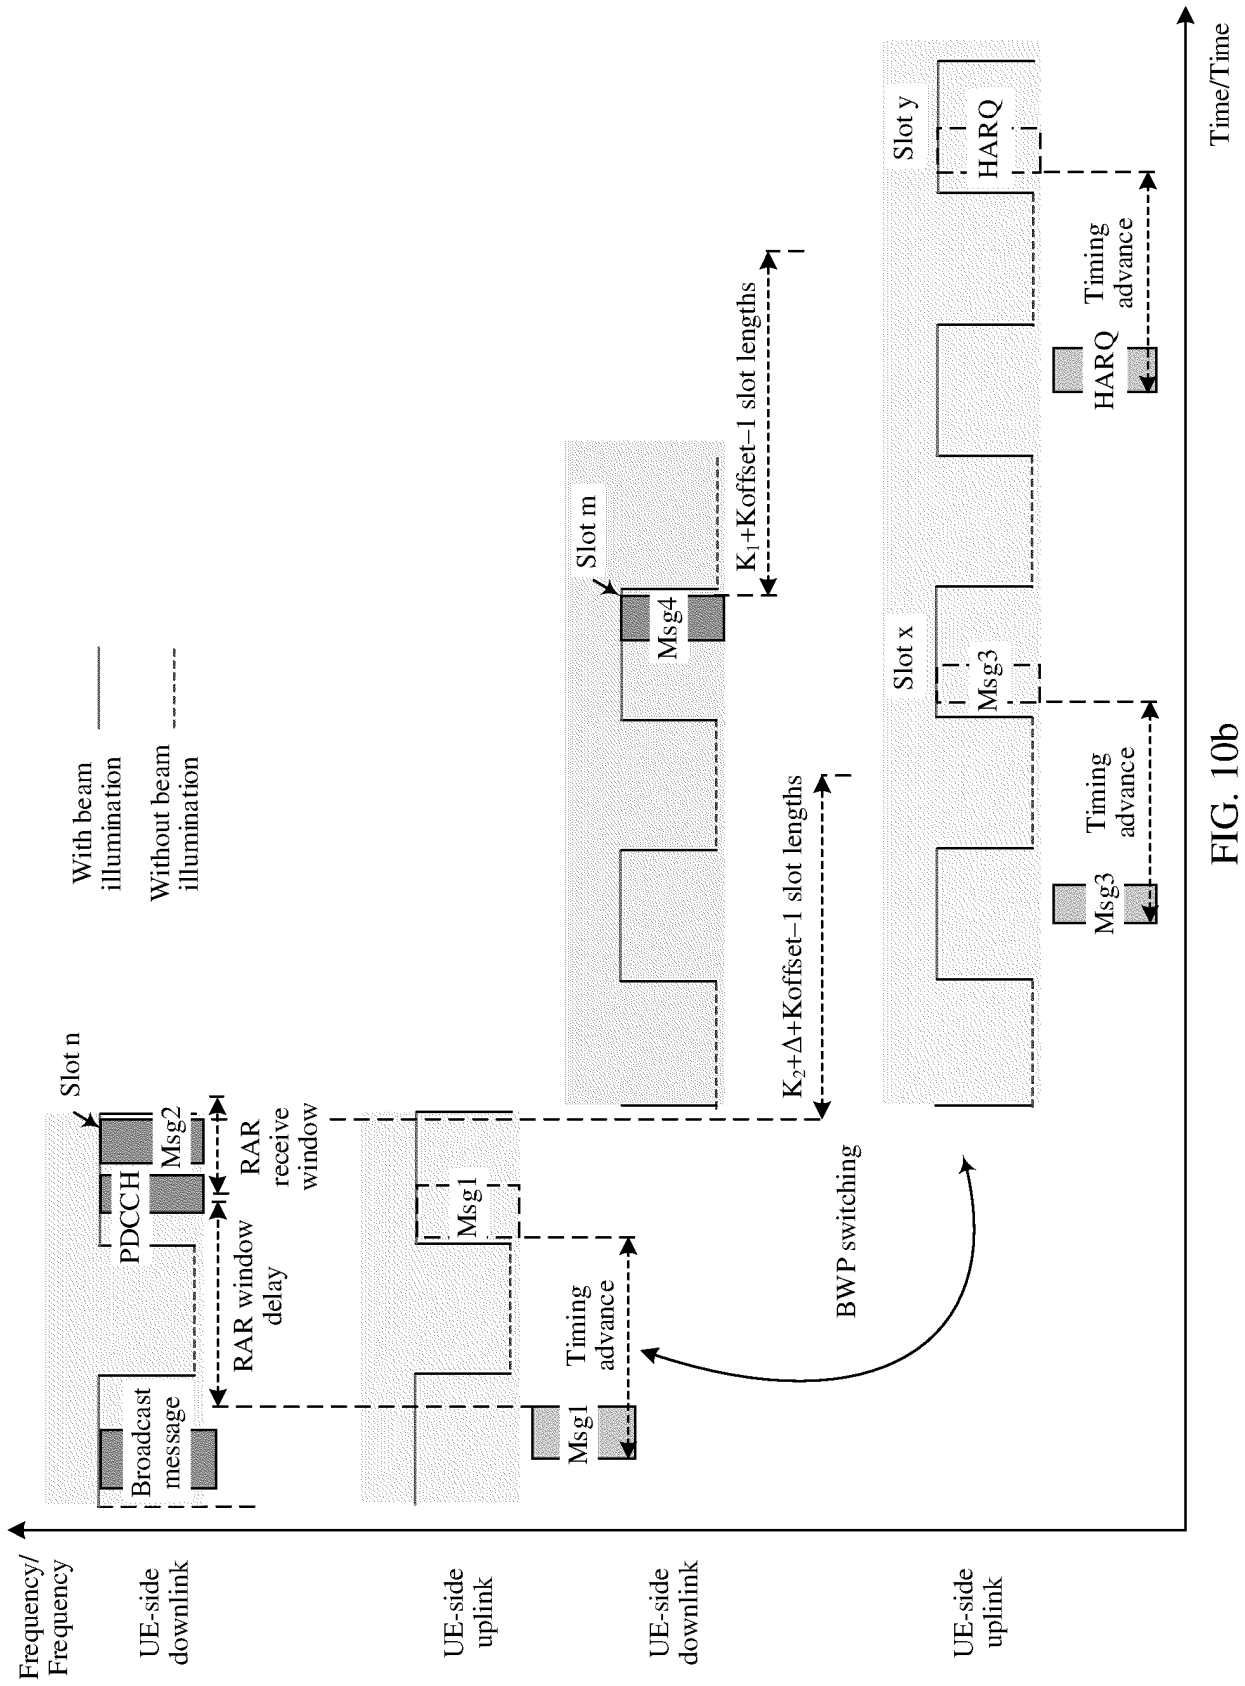 Frequency/
Frequency
With beam
illumination
Without beam
illumination
UE-side
downlink
Broadcast
message
PDCCH
Msg2
Slot n
RAR window
delay
RAR
receive
window
UE-side
uplink
Msg1
Msg1
Timing
advance
BWP switching
UE-side
downlink
Slot m
Msg4
K₁+Koffset–1 slot lengths
K₂+Δ+Koffset–1 slot lengths
UE-side
uplink
Slot x
Slot y
Msg3
HARQ
Msg3
Timing
advance
HARQ
Timing
advance
Time/Time
FIG. 10b